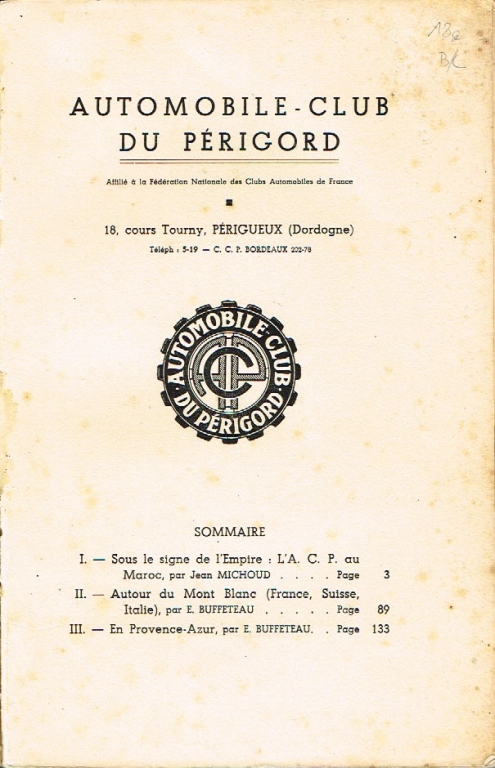 AUTOMOBILE-CLUB
DU PÉRIGORD
Affilié à la Fédération Nationale des Clubs Automobiles de France
18, cours Tourny, PÉRIGUEUX (Dordogne)
Téléph : 5-19 — C. C. P. BORDEAUX 202-78
AUTOMOBILE-CLUB
DU PÉRIGORD
SOMMAIRE
I. — Sous le signe de l'Empire : L'A. C. P. au
Maroc, par Jean MICHOUD . . . . Page 3
II. — Autour du Mont Blanc (France, Suisse,
Italie), par E. BUFFETEAU . . . . . Page 89
III. — En Provence-Azur, par E. BUFFETEAU. . Page 133